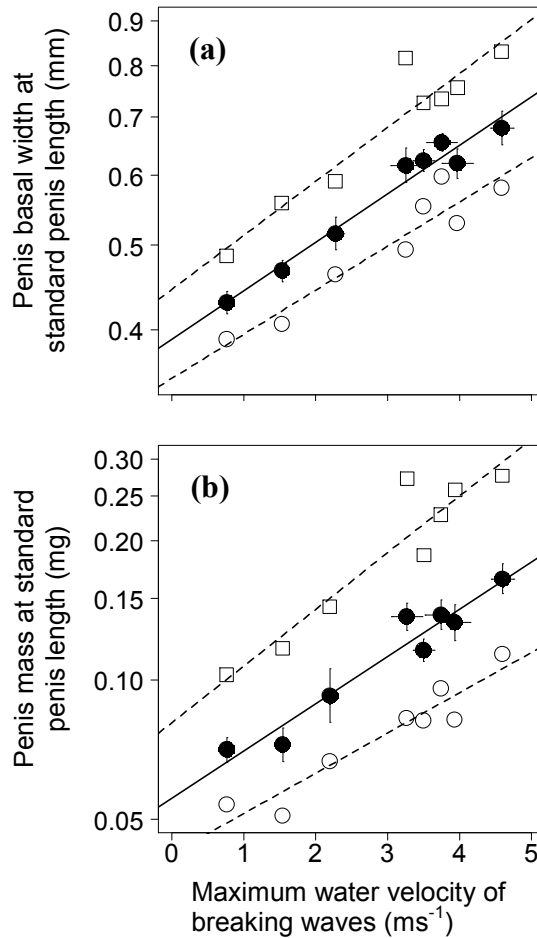 0.9
(a)
0.8
0.7
0.6
0.5
0.4
Penis basal width at
standard penis length (mm)
0.30
(b)
0.25
0.20
0.15
0.10
0.05
Penis mass at standard
penis length (mg)
0 1 2 3 4 5
Maximum water velocity of
breaking waves (ms⁻¹)